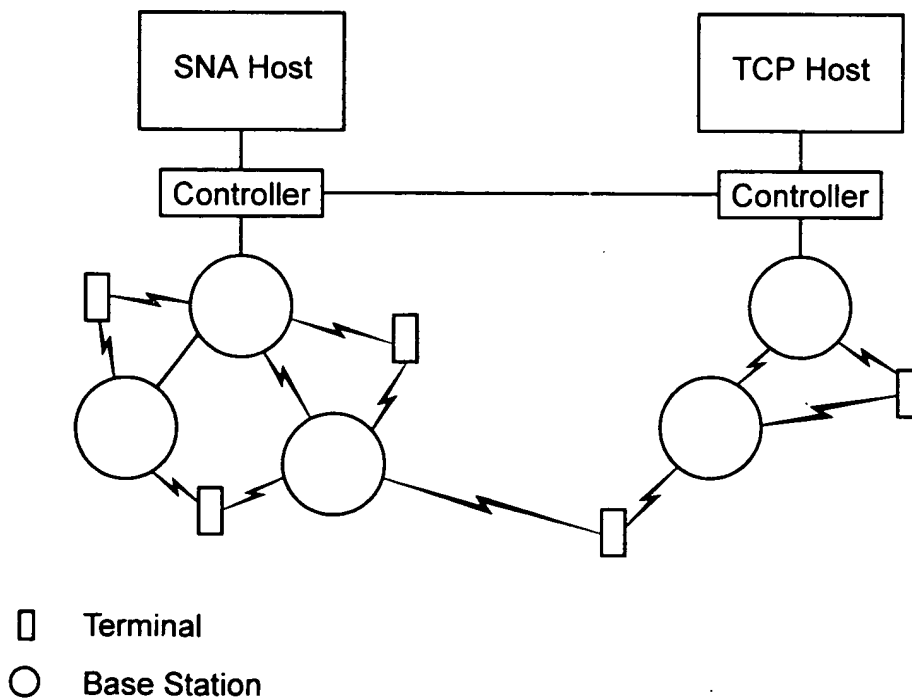 SNA Host
TCP Host
Controller
Controller
Terminal
Base Station